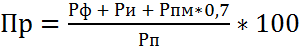 Пр = (Рф + Ри + Рпм*0,7) / Рп * 100